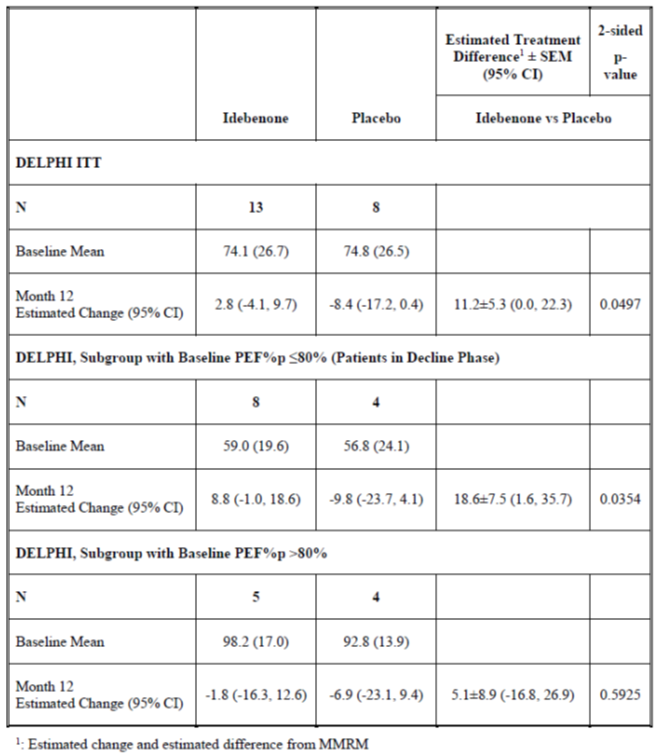 Estimated Treatment
Difference1 ± SEM
(95% CI)
2-sided
p-
value
Idebenone
Placebo
Idebenone vs Placebo
DELPHI ITT
N
13
8
Baseline Mean
74.1 (26.7)
74.8 (26.5)
Month 12
Estimated Change (95% CI)
2.8 (-4.1, 9.7)
-8.4 (-17.2, 0.4)
11.2±5.3 (0.0, 22.3)
0.0497
DELPHI, Subgroup with Baseline PEF%p ≤80% (Patients in Decline Phase)
N
8
4
Baseline Mean
59.0 (19.6)
56.8 (24.1)
Month 12
Estimated Change (95% CI)
8.8 (-1.0, 18.6)
-9.8 (-23.7, 4.1)
18.6±7.5 (1.6, 35.7)
0.0354
DELPHI, Subgroup with Baseline PEF%p >80%
N
5
4
Baseline Mean
98.2 (17.0)
92.8 (13.9)
Month 12
Estimated Change (95% CI)
-1.8 (-16.3, 12.6)
-6.9 (-23.1, 9.4)
5.1±8.9 (-16.8, 26.9)
0.5925
1: Estimated change and estimated difference from MMRM